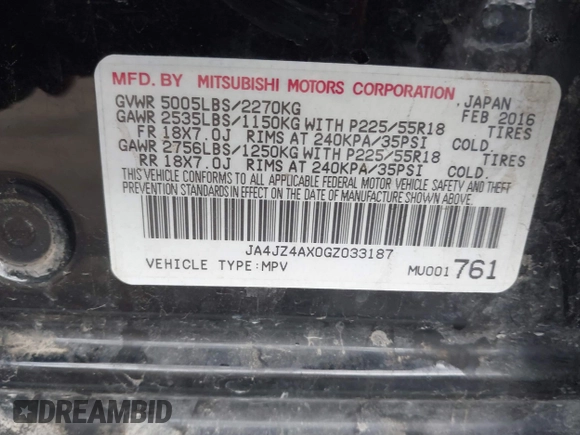 MFD. BY MITSUBISHI MOTORS CORPORATION
JAPAN
GVWR 5005LBS/2270KG FEB 2016
GAWR 2535LBS/1150KG WITH P225/55R18 TIRES
FR 18X7.0J RIMS AT 240KPA/35PSI COLD.
GAWR 2756LBS/1250KG WITH P225/55R18 TIRES
RR 18X7.0J RIMS AT 240KPA/35PSI COLD.
THIS VEHICLE CONFORMS TO ALL APPLICABLE FEDERAL MOTOR VEHICLE SAFETY AND THEFT
PREVENTION STANDARDS IN EFFECT ON THE DATE OF MANUFACTURE SHOWN ABOVE.
JA4JZ4AX0GZ033187
VEHICLE TYPE:MPV MU001 761
DREAMBID